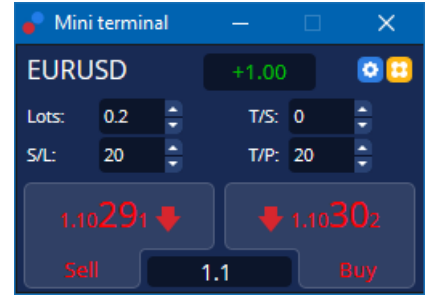 Mini terminal
EURUSD +1.00
Lots: 0.2 T/S: 0
S/L: 20 T/P: 20
1.10291 1.10302
Sell 1.1 Buy